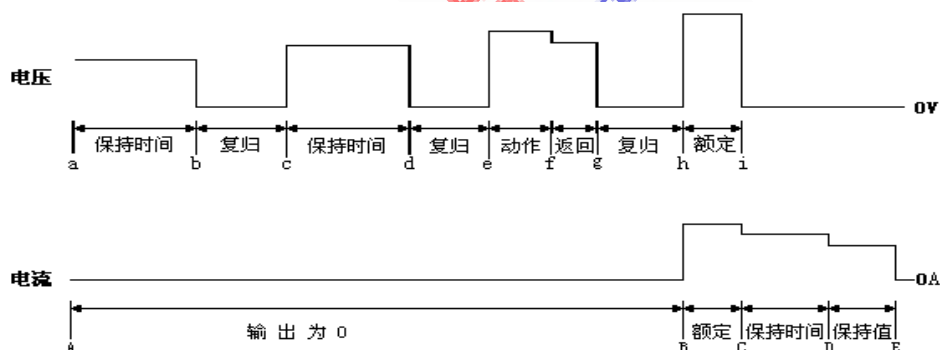 电压
0V
保持时间 复归 保持时间 复归 动作 返回 复归 额定
a b c d e f g h i
电流
0A
输出为0 额定 保持时间 保持值
A B C D E